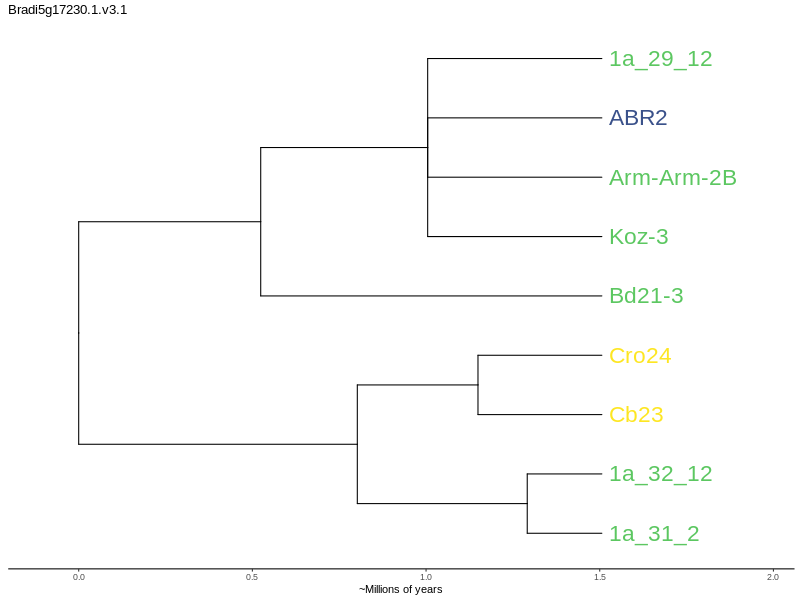 Bradi5g17230.1.v3.1
1a_29_12
ABR2
Arm-Arm-2B
Koz-3
Bd21-3
Cro24
Cb23
1a_32_12
1a_31_2
0.0 0.5 1.0 1.5 2.0
~Millions of years